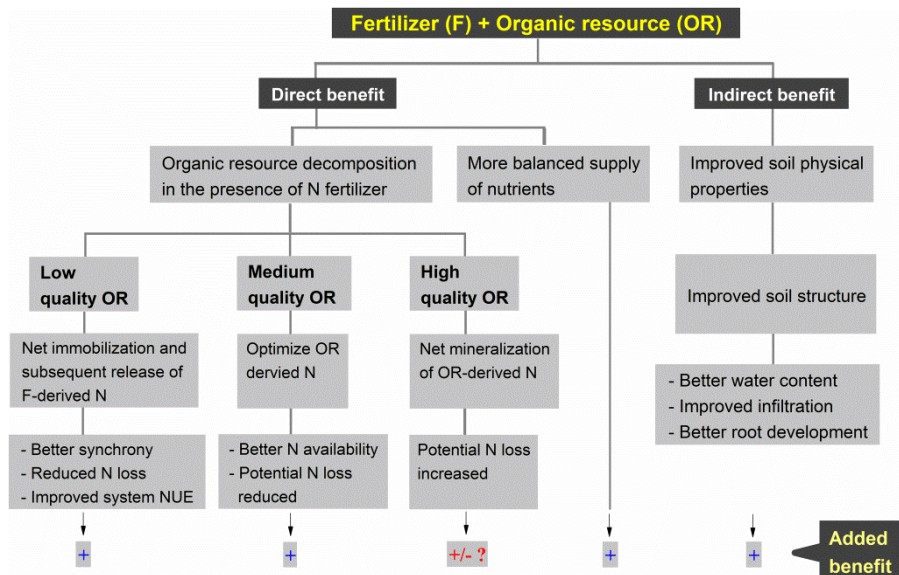 Fertilizer (F) + Organic resource (OR)
Direct benefit
Indirect benefit
Organic resource decomposition
in the presence of N fertilizer
More balanced supply
of nutrients
Improved soil physical
properties
Low
quality OR
Medium
quality OR
High
quality OR
Improved soil structure
Net immobilization and
subsequent release of
F-derived N
Optimize OR
dervied N
Net mineralization
of OR-derived N
- Better water content
- Improved infiltration
- Better root development
- Better synchrony
- Reduced N loss
- Improved system NUE
- Better N availability
- Potential N loss
reduced
Potential N loss
increased
+
+
+/- ?
+
+
Added
benefit